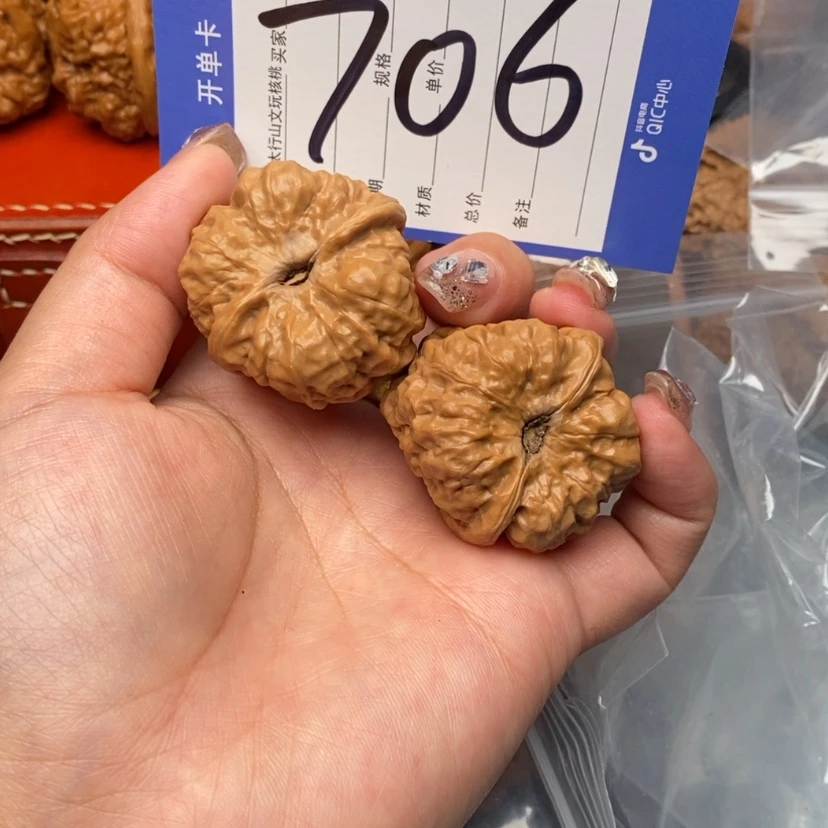 开单卡
706
太行山文玩核桃 买家
规格
单价
期
材质
总价
备注
抖音电商
QIC中心